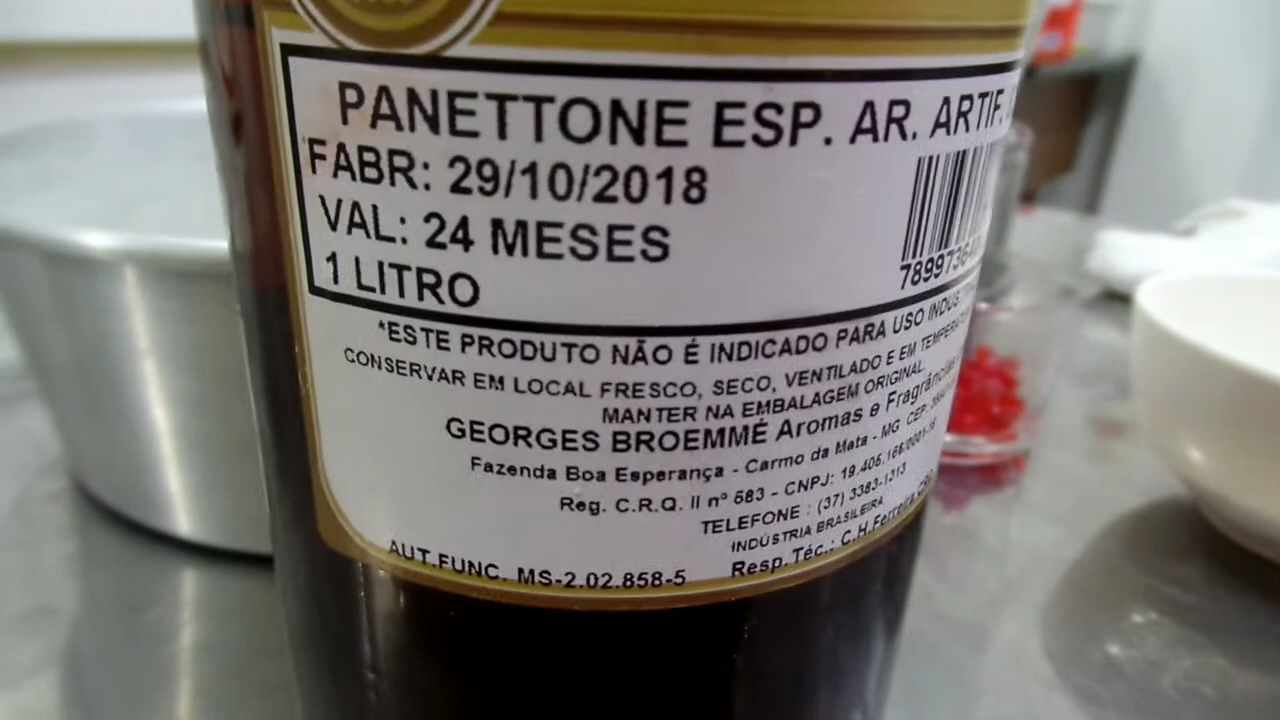 PANETTONE ESP. AR. ARTIF.
FABR: 29/10/2018
VAL: 24 MESES
1 LITRO
*ESTE PRODUTO NÃO É INDICADO PARA USO
CONSERVAR EM LOCAL FRESCO, SECO, VENTILADO E EM
MANTER NA EMBALAGEM ORIGINAL.
GEORGES BROEMMÉ Aromas e Fragrâncias
Fazenda Boa Esperança - Carmo da Mata - MG CEP:
Reg. C.R.Q. II nº 583 - CNPJ: 19.405.166/0001-
TELEFONE : (37) 3383-1313
INDÚSTRIA BRASILEIRA
AUT.FUNC. MS-2.02.858-5
Resp. Téc.: C.H.Ferreira